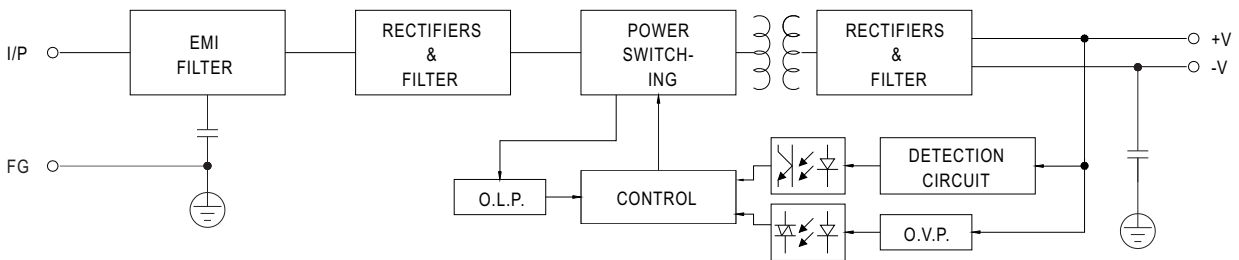 I/P
EMI
FILTER
RECTIFIERS
&
FILTER
POWER
SWITCH-
ING
RECTIFIERS
&
FILTER
+V
-V
FG
O.L.P.
CONTROL
DETECTION
CIRCUIT
O.V.P.